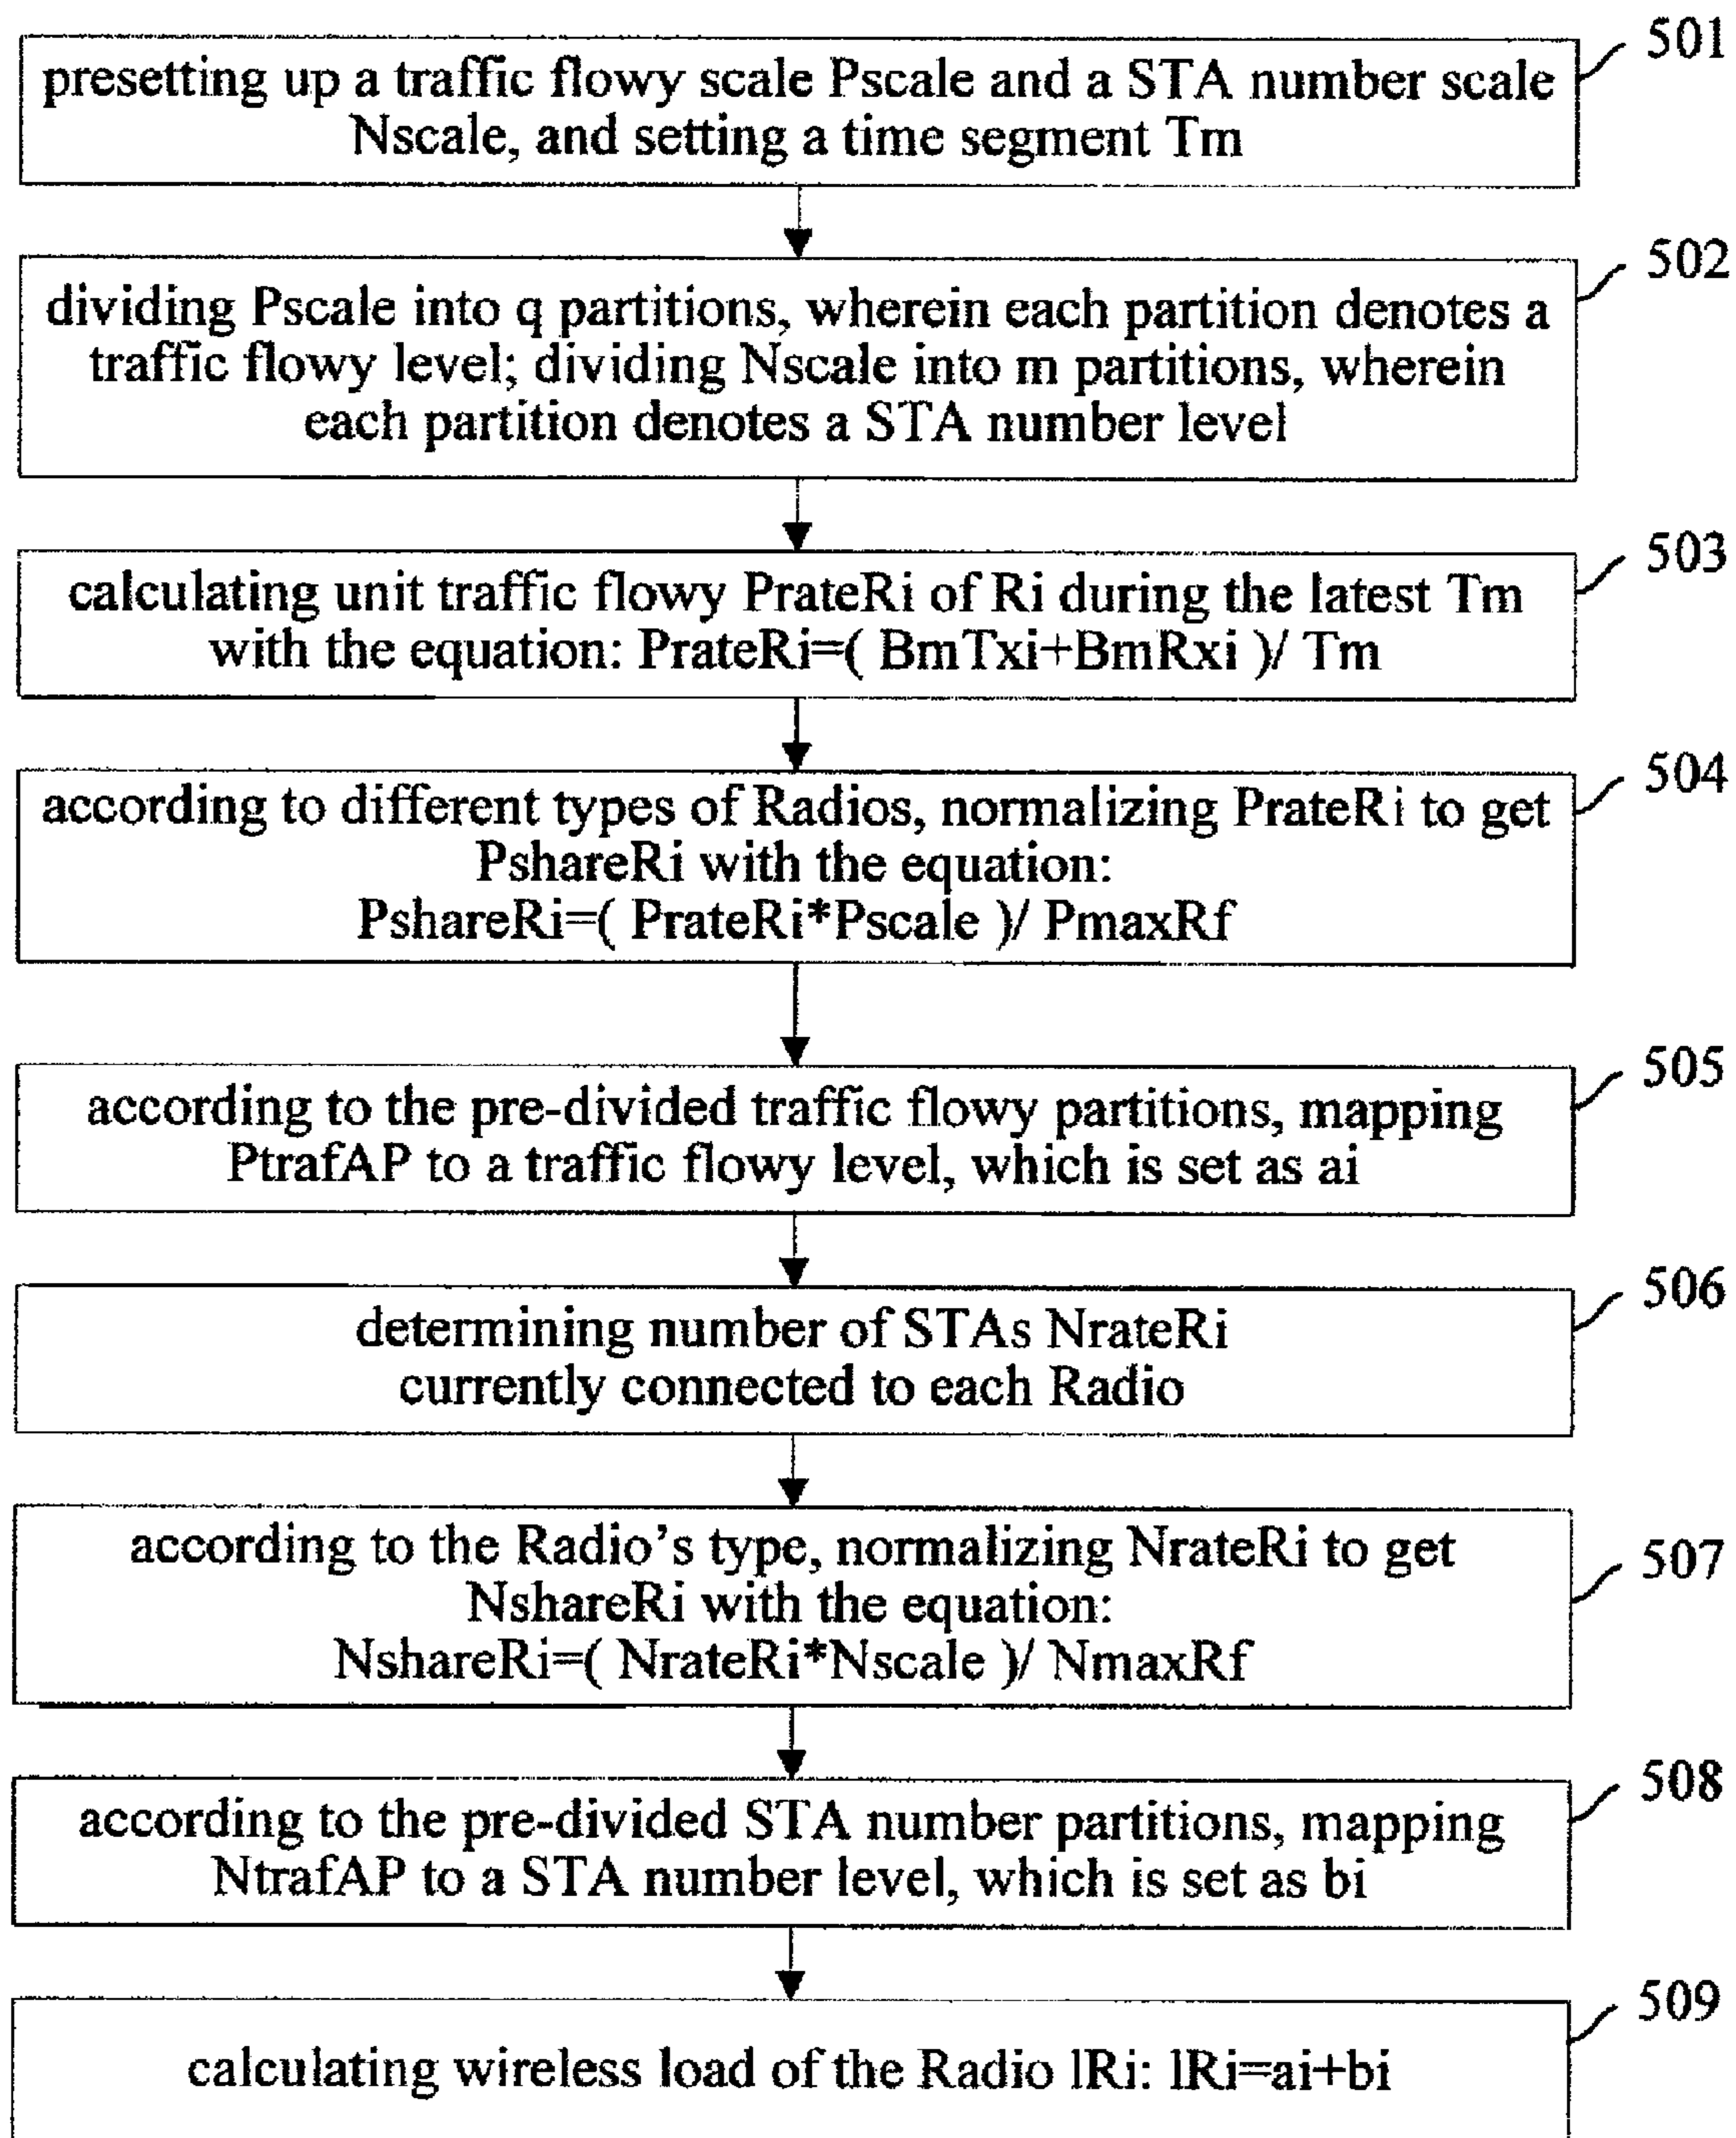 501
presetting up a traffic flowy scale Pscale and a STA number scale
Nscale, and setting a time segment Tm
502
dividing Pscale into q partitions, wherein each partition denotes a
traffic flowy level; dividing Nscale into m partitions, wherein
each partition denotes a STA number level
503
calculating unit traffic flowy PrateRi of Ri during the latest Tm
with the equation: PrateRi=( BmTxi+BmRxi )/ Tm
504
according to different types of Radios, normalizing PrateRi to get
PshareRi with the equation:
PshareRi=( PrateRi*Pscale )/ PmaxRf
505
according to the pre-divided traffic flowy partitions, mapping
PtrafAP to a traffic flowy level, which is set as ai
506
determining number of STAs NrateRi
currently connected to each Radio
507
according to the Radio's type, normalizing NrateRi to get
NshareRi with the equation:
NshareRi=( NrateRi*Nscale )/ NmaxRf
508
according to the pre-divided STA number partitions, mapping
NtrafAP to a STA number level, which is set as bi
509
calculating wireless load of the Radio lRi: lRi=ai+bi